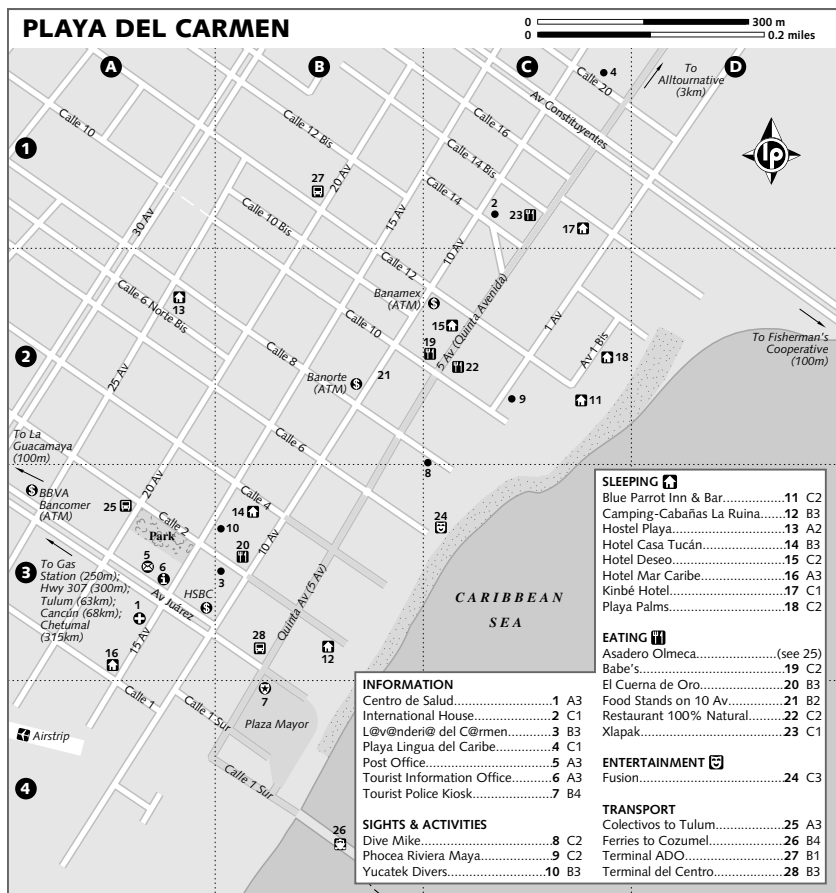 PLAYA DEL CARMEN
0 300 m
0 0.2 miles
A
B
C
D
1
2
3
4
To
Alltournative
(3km)
4
Calle 20
Av Constituyentes
Calle 16
Calle 14 Bis
Calle 14
Calle 12 Bis
Calle 10
27
20 Av
15 Av
10 Av
30 Av
Calle 10 Bis
2
23
17
lp
Calle 12
Calle 6 Norte Bis
13
Banamex
(ATM)
15
5 Av (Quinta Avenida)
1 Av
Av 1 Bis
18
To Fisherman's
Cooperative
(100m)
Calle 10
19
22
Calle 8
Banorte
(ATM)
21
25 Av
9
11
Calle 6
8
To La
Guacamaya
(100m)
BBVA
Bancomer
(ATM)
20 Av
25
Calle 2
Calle 4
14
10
24
Park
5
6
20
10 Av
3
To Gas
Station (250m);
Hwy 307 (300m);
Tulum (63km);
Cancún (68km);
Chetumal
(315km)
HSBC
Av Juárez
1
15 Av
16
Quinta Av (5 Av)
28
12
CARIBBEAN
SEA
7
Calle 1
Calle 1 Sur
Plaza Mayor
Airstrip
Calle 1 Sur
26
INFORMATION
Centro de Salud 1 A3
International House 2 C1
L@v@nderi@ del C@rmen 3 B3
Playa Lingua del Caribe 4 C1
Post Office 5 A3
Tourist Information Office 6 A3
Tourist Police Kiosk 7 B4
SIGHTS & ACTIVITIES
Dive Mike 8 C2
Phocea Riviera Maya 9 C2
Yucatek Divers 10 B3
SLEEPING
Blue Parrot Inn & Bar 11 C2
Camping-Cabañas La Ruina 12 B3
Hostel Playa 13 A2
Hotel Casa Tucán 14 B3
Hotel Deseo 15 C2
Hotel Mar Caribe 16 A3
Kinbé Hotel 17 C1
Playa Palms 18 C2
EATING
Asadero Olmeca (see 25)
Babe's 19 C2
El Cuerna de Oro 20 B3
Food Stands on 10 Av 21 B2
Restaurant 100% Natural 22 C2
Xlapak 23 C1
ENTERTAINMENT
Fusion 24 C3
TRANSPORT
Colectivos to Tulum 25 A3
Ferries to Cozumel 26 B4
Terminal ADO 27 B1
Terminal del Centro 28 B3